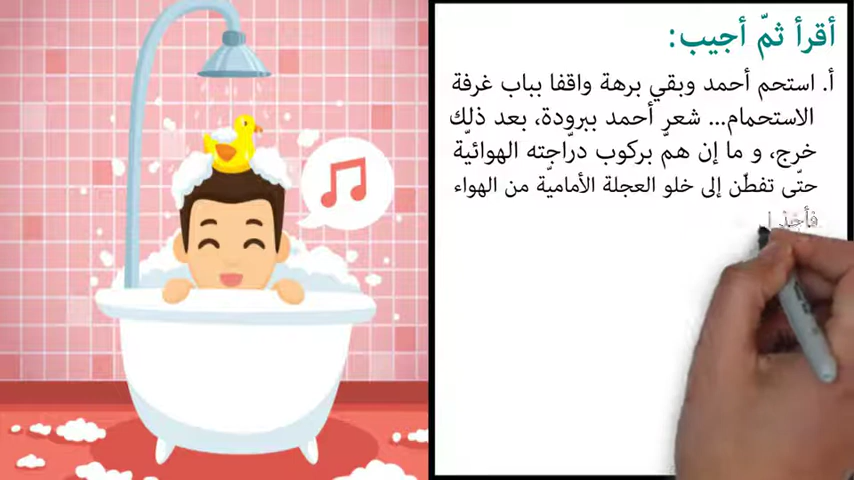 أقرأ ثمّ أجيب:
أ. استحم أحمد وبقي برهة واقفا بباب غرفة
الاستحمام... شعر أحمد ببرودة، بعد ذلك
خرج، و ما إن همّ بركوب درّاجته الهوائيّة
حتّى تفطّن إلى خلو العجلة الأماميّة من الهواء
فأخذ